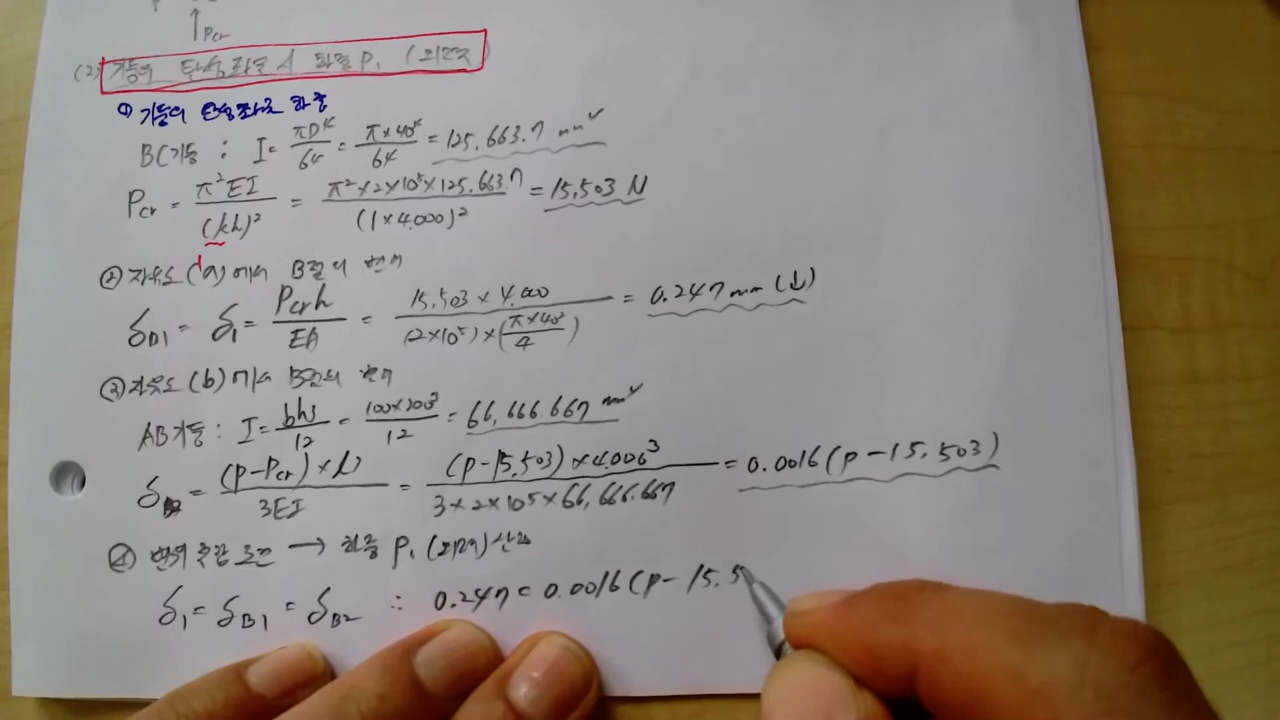 Pcr
(2) 기둥의 탄성좌굴시 하중 P₁ (외력)
① 기둥의 탄성좌굴 하중
BC기둥 : I = πD⁴/64 = π×40⁴/64 = 125,663.7 mm⁴
Pcr = π²EI/(kh)² = π²×2×10⁵×125,663.7/(1×4,000)² = 15,503 N
1
② 자유도 (a)에서 B점의 변위
δB1 = δ₁ = Pcr h/EA = 15,503×4,000/(2×10⁵)×(π×40²/4) = 0.247 mm (↓)
③ 자유도 (b)에서 B점의 변위
AB기둥 : I = bh³/12 = 100×200³/12 = 66,666,667 mm⁴
δB2 = (P-Pcr)×L³/3EI = (P-15,503)×4,000³/3×2×10⁵×66,666,667 = 0.0016(P-15,503)
④ 변위 조건 → 하중 P₁ (외력) 산정
δ₁ = δB1 = δB2 ∴ 0.247 = 0.0016(P-15.5